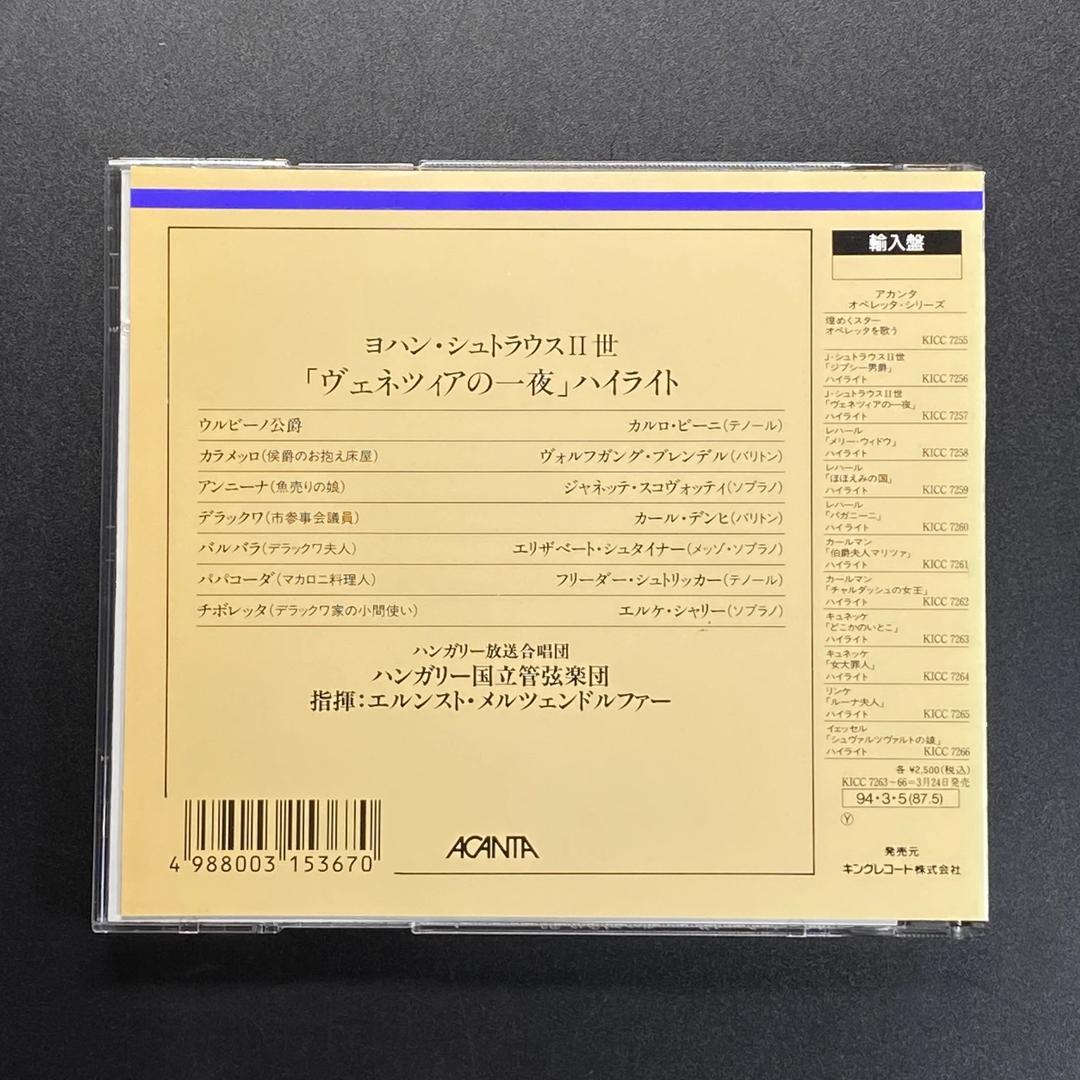 ヨハン・シュトラウスII世
「ヴェネツィアの一夜」ハイライト
ウルビーノ公爵 カルロ・ビーニ(テノール)
カラメッロ(侯爵のお抱え床屋) ヴォルフガング・ブレンデル(バリトン)
アンニーナ(魚売りの娘) ジャネッテ・スコヴォッティ(ソプラノ)
デラックワ(市参事会議員) カール・デンヒ(バリトン)
バルバラ(デラックワ夫人) エリザベート・シュタイナー(メッゾ・ソプラノ)
パパコーダ(マカロニ料理人) フリーダー・シュトリッカー(テノール)
チボレッタ(デラックワ家の小間使い) エルケ・シャリー(ソプラノ)
ハンガリー放送合唱団
ハンガリー国立管弦楽団
指揮:エルンスト・メルツェンドルファー
4 988003 153670
ACANTA
輸入盤
アカンタ
オペレッタ・シリーズ
煌めくスター
オペレッタを歌う
KICC 7255
J・シュトラウスII世
「ジプシー男爵」
ハイライト KICC 7256
J・シュトラウスII世
「ヴェネツィアの一夜」
ハイライト KICC 7257
レハール
「メリー・ウィドウ」
ハイライト KICC 7258
レハール
「ほほえみの国」
ハイライト KICC 7259
レハール
「パガニーニ」
ハイライト KICC 7260
カールマン
「伯爵夫人マリツァ」
ハイライト KICC 7261
カールマン
「チャルダッシュの女王」
ハイライト KICC 7262
キュネッケ
「どこかのいとこ」
ハイライト KICC 7263
キュネッケ
「女大罪人」
ハイライト KICC 7264
リンケ
「ルーナ夫人」
ハイライト KICC 7265
イェッセル
「シュヴァルツヴァルトの娘」
ハイライト KICC 7266
各 ¥2,500(税込)
KICC 7263~66=3月24日発売
94・3・5(87.5)
Ⓨ
発売元
キングレコード株式会社